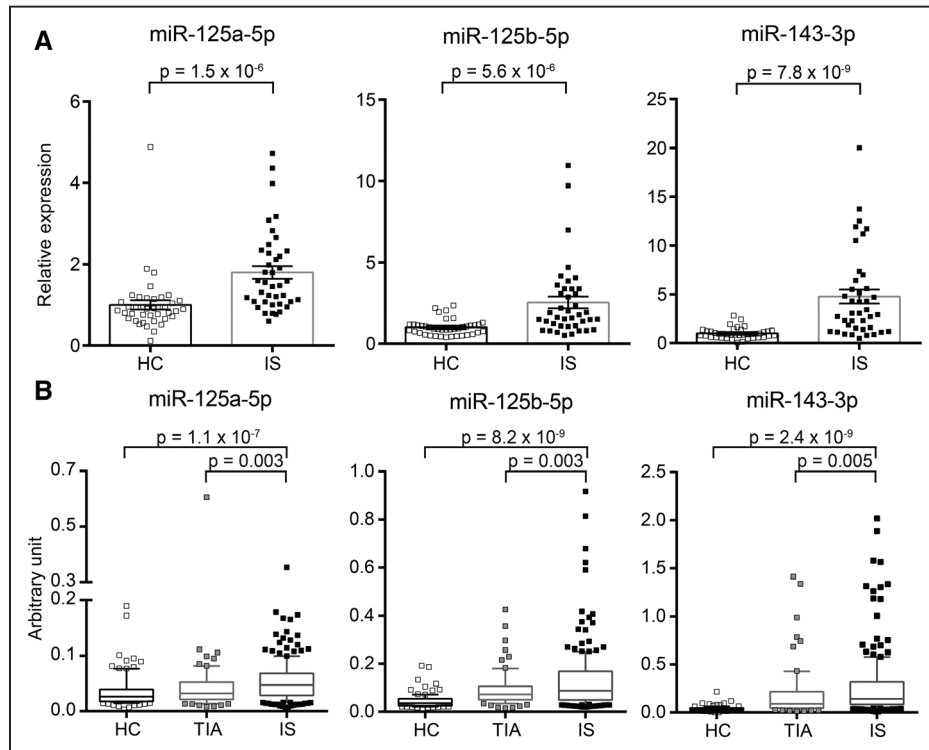 A
miR-125a-5p
miR-125b-5p
miR-143-3p
p = 1.5 x 10⁻⁶
p = 5.6 x 10⁻⁶
p = 7.8 x 10⁻⁹
Relative expression
6
4
2
0
HC IS
15
10
5
0
HC IS
25
20
15
10
5
0
HC IS
B
miR-125a-5p
miR-125b-5p
miR-143-3p
p = 1.1 x 10⁻⁷
p = 0.003
p = 8.2 x 10⁻⁹
p = 0.003
p = 2.4 x 10⁻⁹
p = 0.005
Arbitrary unit
0.7
0.5
0.3
0.2
0.1
0.0
HC TIA IS
1.0
0.8
0.6
0.4
0.2
0.0
HC TIA IS
2.5
2.0
1.5
1.0
0.5
0.0
HC TIA IS